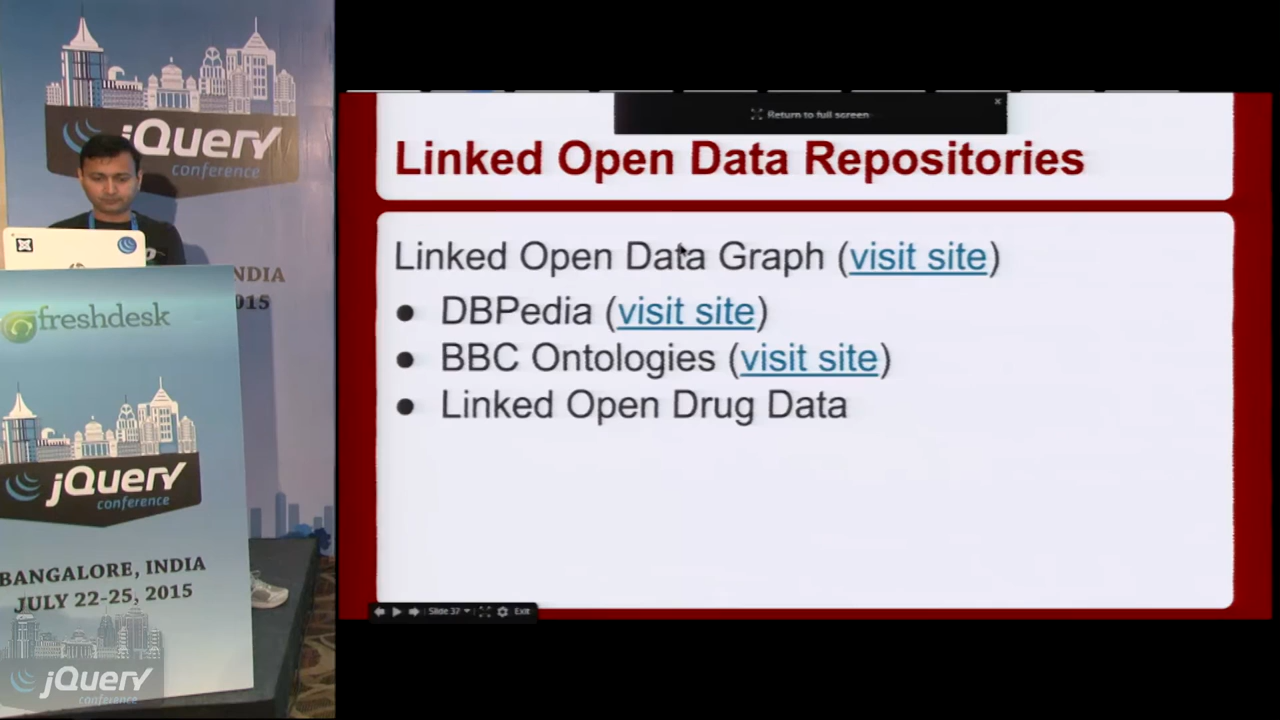 jQuery
conference
INDIA
2015
freshdesk
jQuery
conference
BANGALORE, INDIA
JULY 22-25, 2015
jQuery
conference
Return to full screen
Linked Open Data Repositories
Linked Open Data Graph (visit site)
● DBPedia (visit site)
● BBC Ontologies (visit site)
● Linked Open Drug Data
Slide 37
Exit